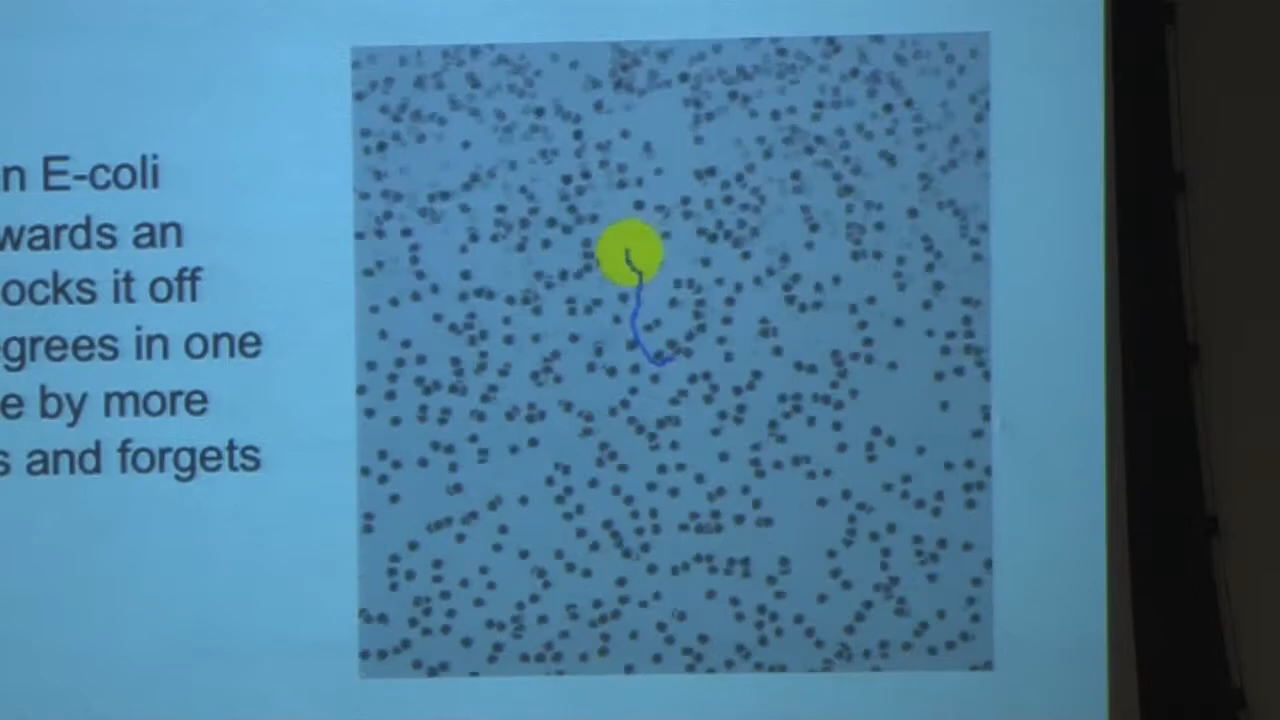 n E-coli
wards an
ocks it off
grees in one
e by more
s and forgets